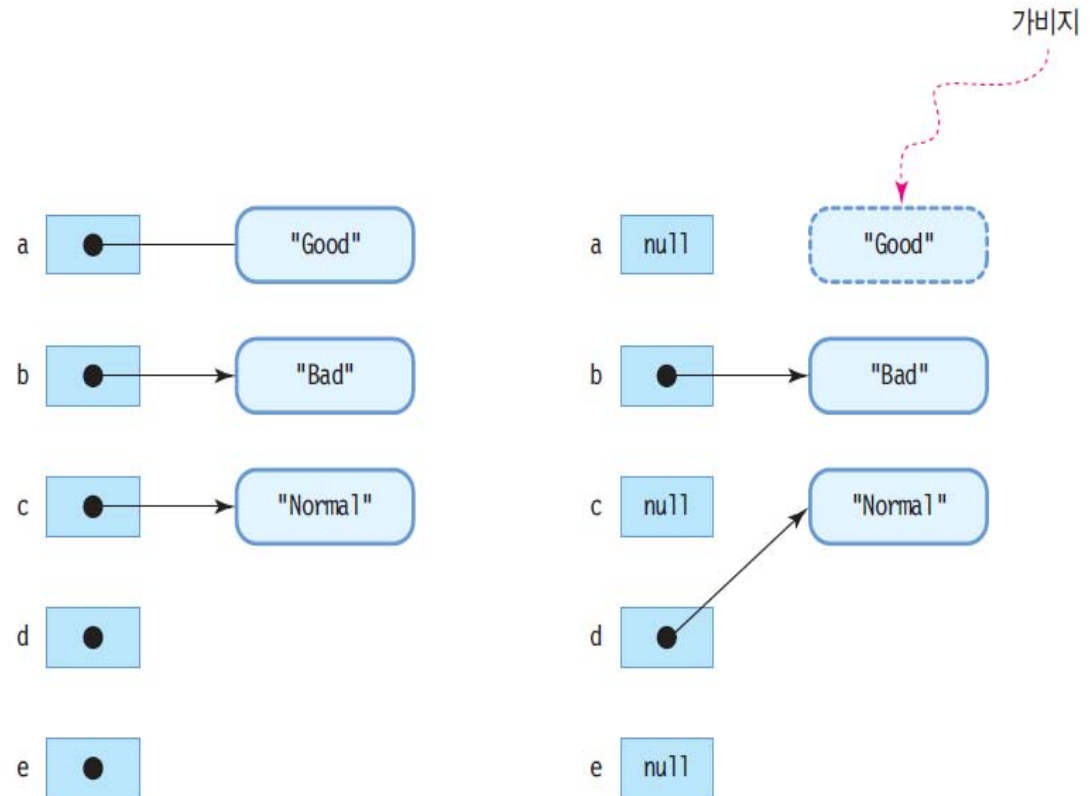 가비지
a "Good"
b "Bad"
c "Normal"
d
e
a null "Good"
b "Bad"
c null "Normal"
d
e null